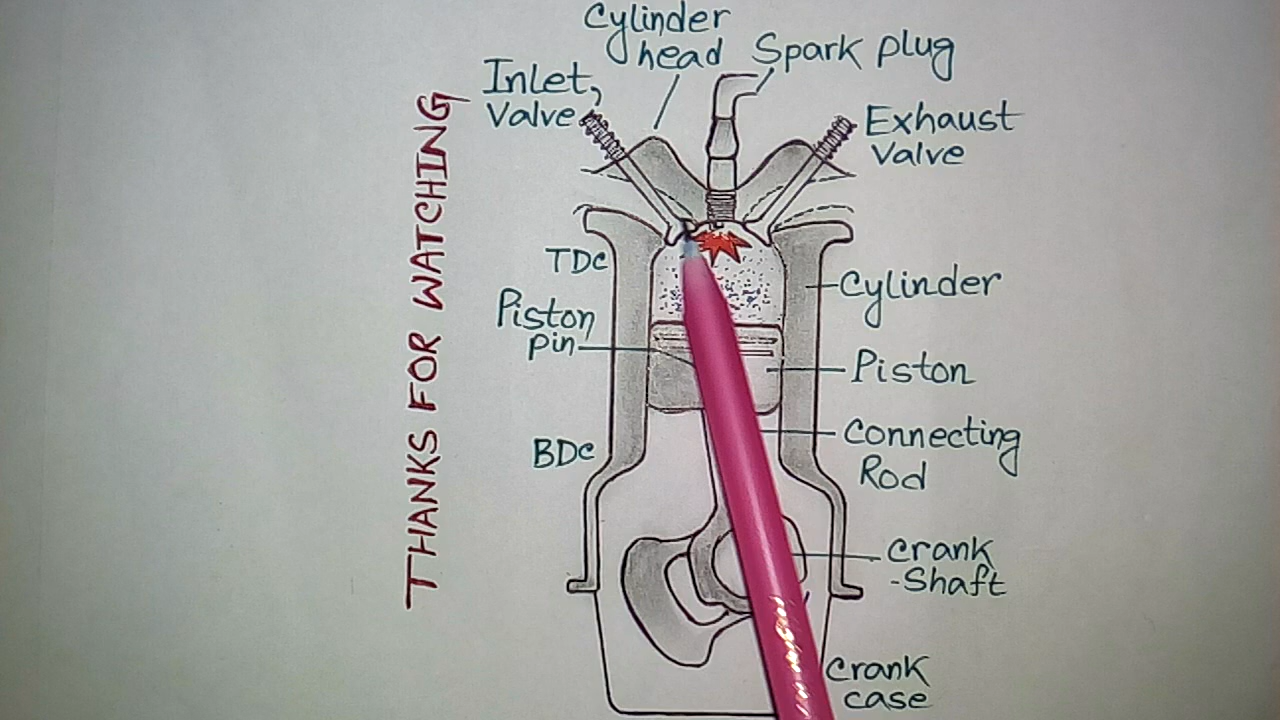 Cylinder
head
Spark plug
Inlet,
Valve
Exhaust
Valve
THANKS FOR WATCHING
TDC
Cylinder
Piston
pin
Piston
BDC
Connecting
Rod
Crank
-Shaft
Crank
case